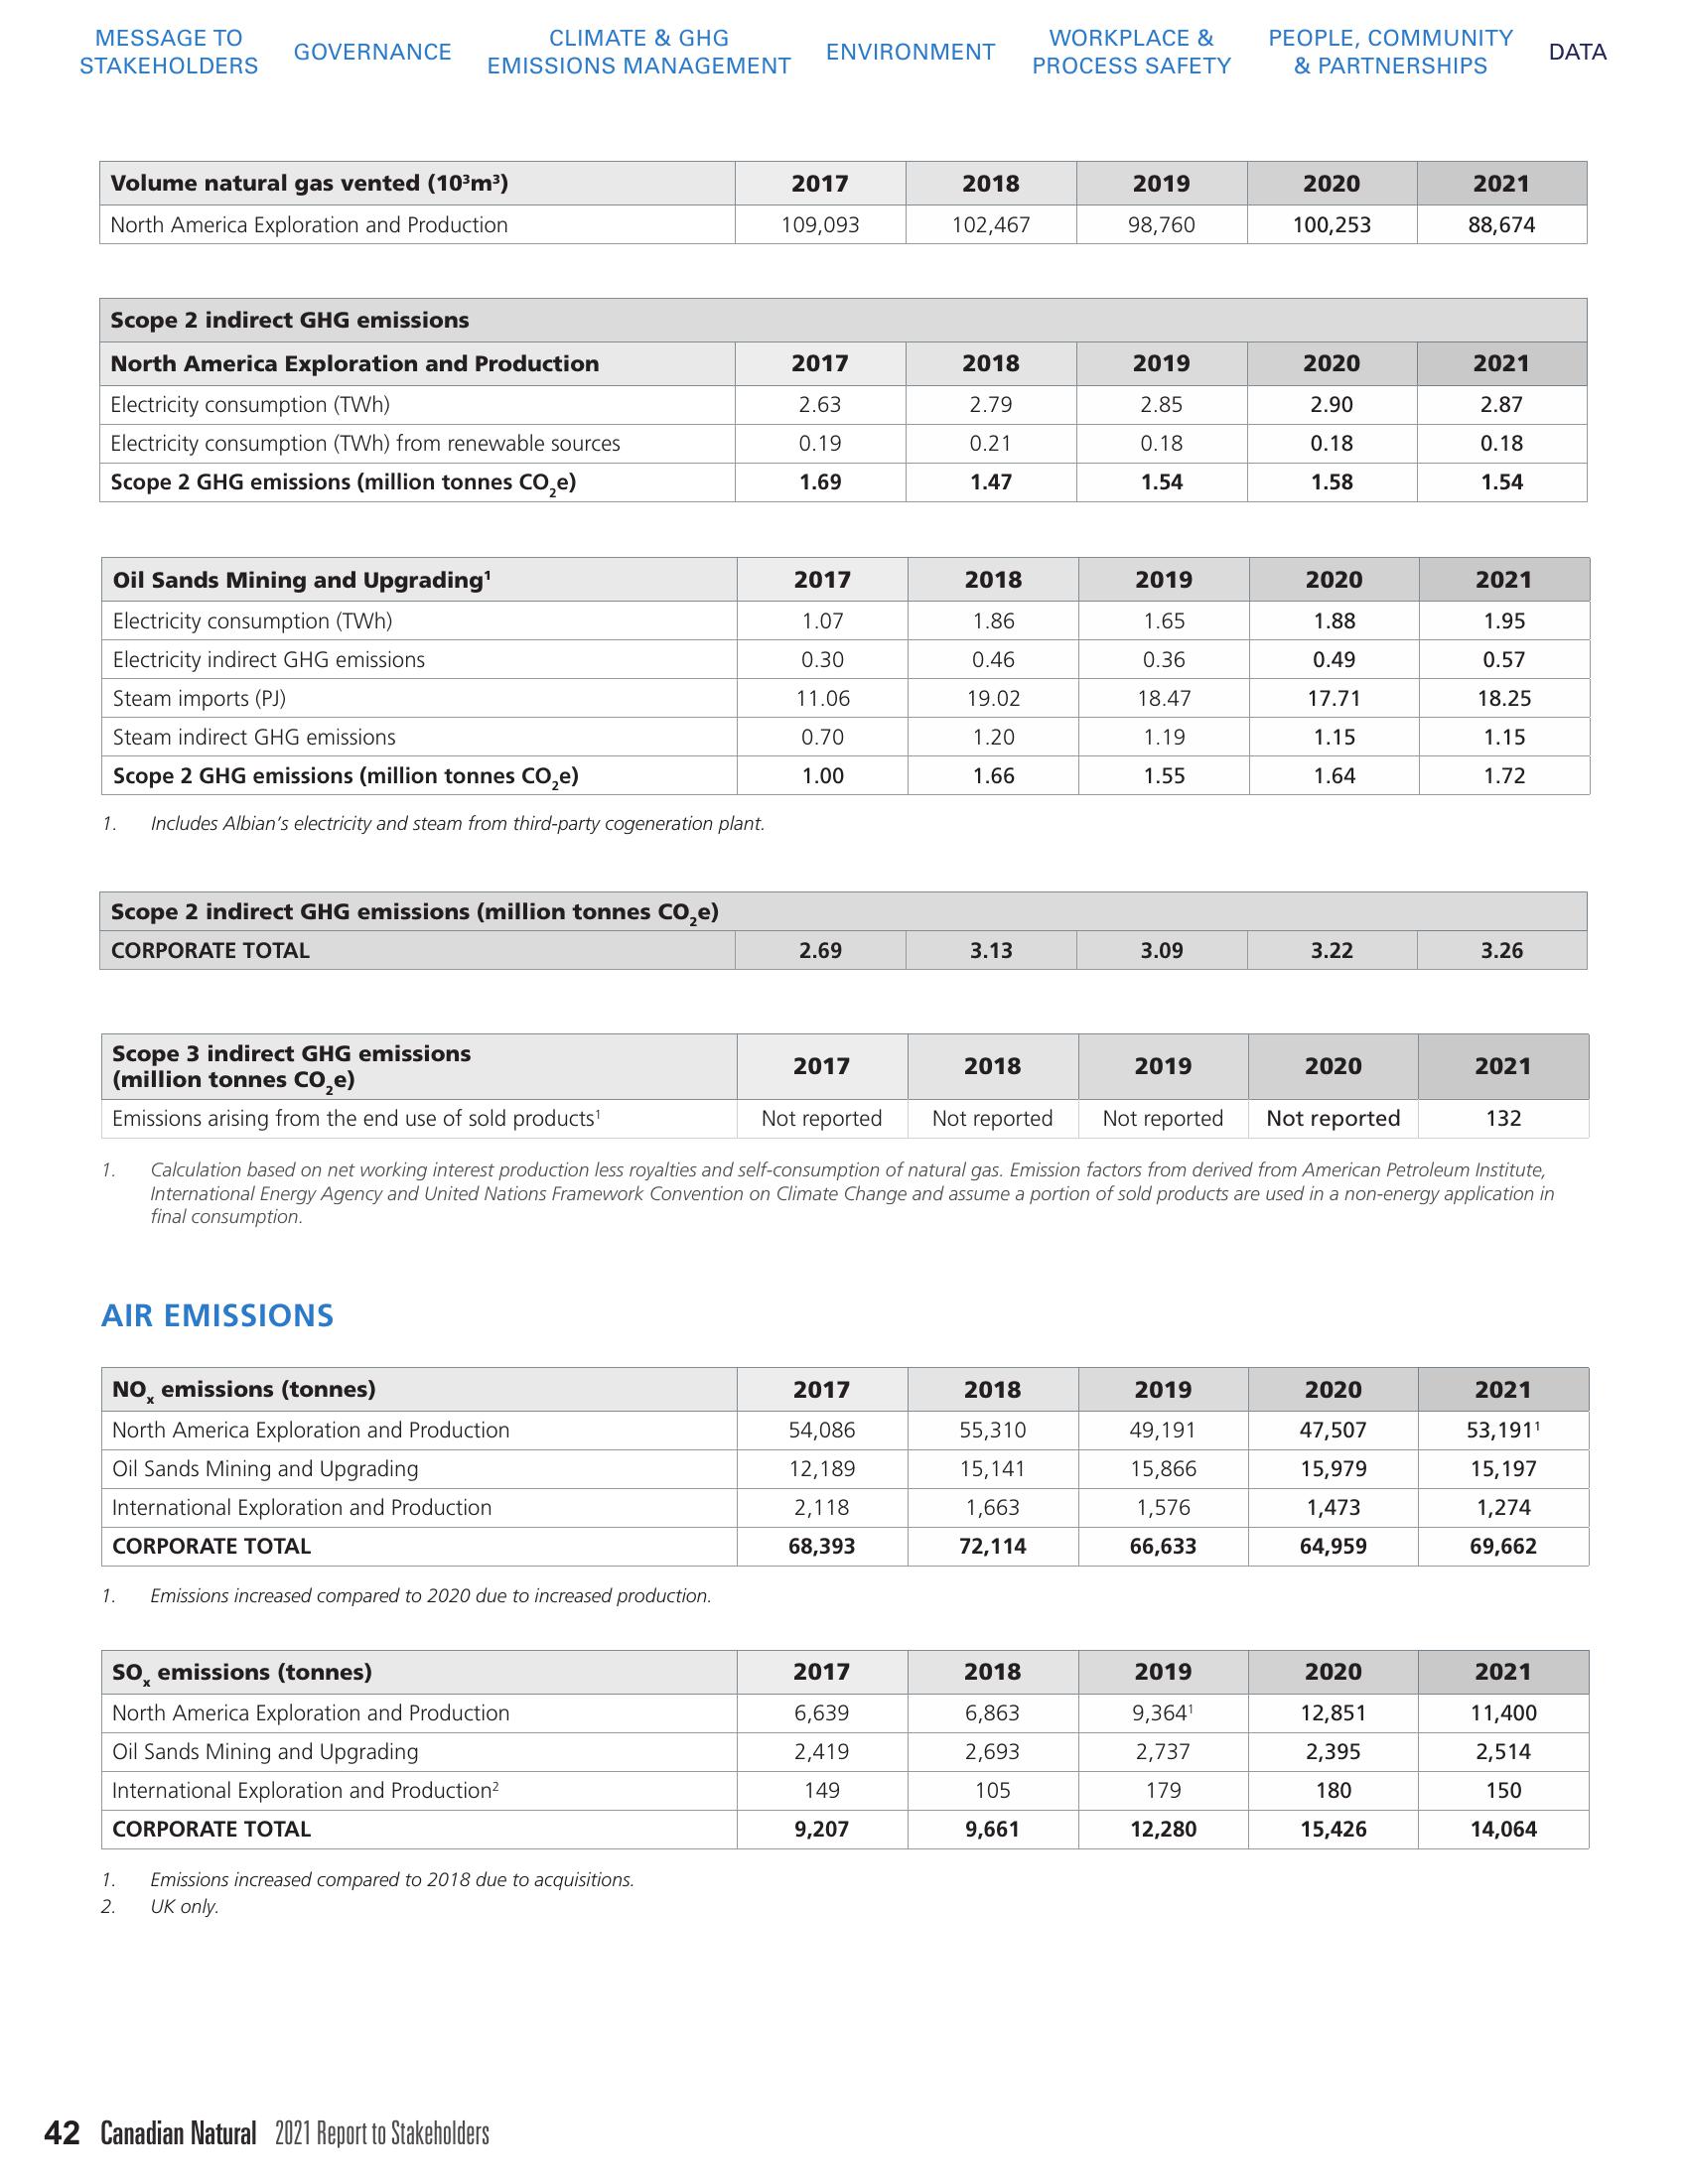 MESSAGE TO STAKEHOLDERS GOVERNANCE CLIMATE & GHG EMISSIONS MANAGEMENT ENVIRONMENT WORKPLACE & PROCESS SAFETY PEOPLE, COMMUNITY & PARTNERSHIPS DATA
Volume natural gas vented (10³m³) 2017 2018 2019 2020 2021
North America Exploration and Production 109,093 102,467 98,760 100,253 88,674
Scope 2 indirect GHG emissions
North America Exploration and Production 2017 2018 2019 2020 2021
Electricity consumption (TWh) 2.63 2.79 2.85 2.90 2.87
Electricity consumption (TWh) from renewable sources 0.19 0.21 0.18 0.18 0.18
Scope 2 GHG emissions (million tonnes CO₂e) 1.69 1.47 1.54 1.58 1.54
Oil Sands Mining and Upgrading¹ 2017 2018 2019 2020 2021
Electricity consumption (TWh) 1.07 1.86 1.65 1.88 1.95
Electricity indirect GHG emissions 0.30 0.46 0.36 0.49 0.57
Steam imports (PJ) 11.06 19.02 18.47 17.71 18.25
Steam indirect GHG emissions 0.70 1.20 1.19 1.15 1.15
Scope 2 GHG emissions (million tonnes CO₂e) 1.00 1.66 1.55 1.64 1.72
1. Includes Albian's electricity and steam from third-party cogeneration plant.
Scope 2 indirect GHG emissions (million tonnes CO₂e)
CORPORATE TOTAL 2.69 3.13 3.09 3.22 3.26
Scope 3 indirect GHG emissions
(million tonnes CO₂e) 2017 2018 2019 2020 2021
Emissions arising from the end use of sold products¹ Not reported Not reported Not reported Not reported 132
1. Calculation based on net working interest production less royalties and self-consumption of natural gas. Emission factors from derived from American Petroleum Institute,
International Energy Agency and United Nations Framework Convention on Climate Change and assume a portion of sold products are used in a non-energy application in
final consumption.
AIR EMISSIONS
NOₓ emissions (tonnes) 2017 2018 2019 2020 2021
North America Exploration and Production 54,086 55,310 49,191 47,507 53,191¹
Oil Sands Mining and Upgrading 12,189 15,141 15,866 15,979 15,197
International Exploration and Production 2,118 1,663 1,576 1,473 1,274
CORPORATE TOTAL 68,393 72,114 66,633 64,959 69,662
1. Emissions increased compared to 2020 due to increased production.
SOₓ emissions (tonnes) 2017 2018 2019 2020 2021
North America Exploration and Production 6,639 6,863 9,364¹ 12,851 11,400
Oil Sands Mining and Upgrading 2,419 2,693 2,737 2,395 2,514
International Exploration and Production² 149 105 179 180 150
CORPORATE TOTAL 9,207 9,661 12,280 15,426 14,064
1. Emissions increased compared to 2018 due to acquisitions.
2. UK only.
42 Canadian Natural 2021 Report to Stakeholders